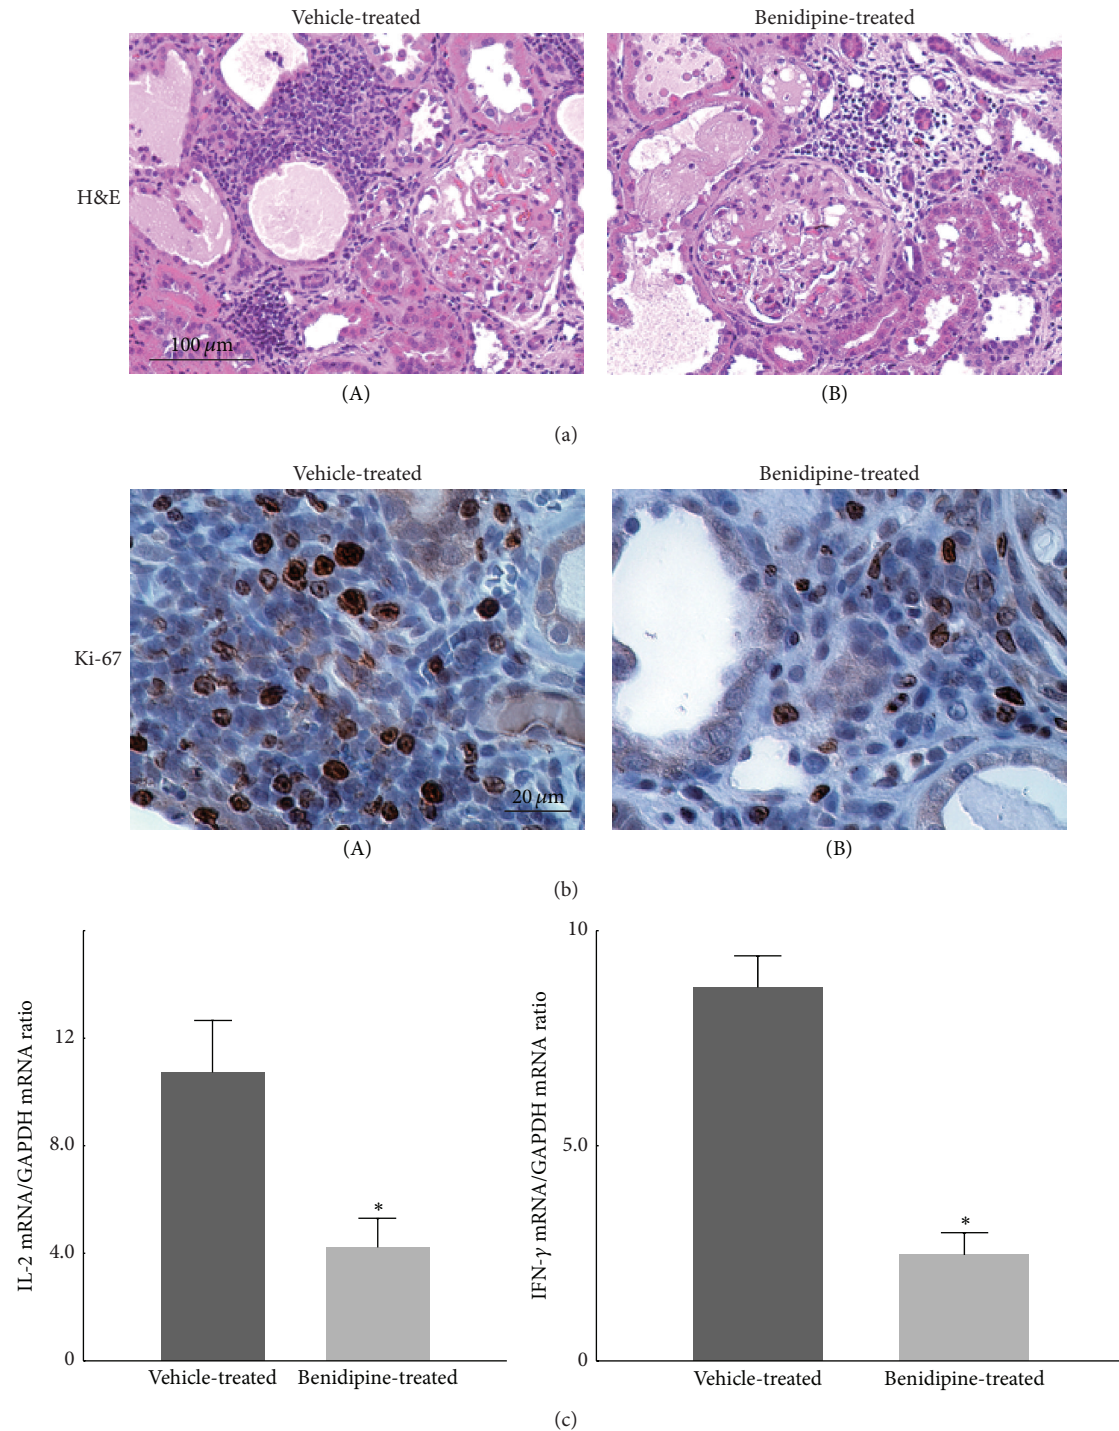 Vehicle-treated
Benidipine-treated
H&E
100 μm
(A)
(B)
(a)
Vehicle-treated
Benidipine-treated
Ki-67
20 μm
(A)
(B)
(b)
IL-2 mRNA/GAPDH mRNA ratio
12
8.0
4.0
0
*
Vehicle-treated
Benidipine-treated
IFN-γ mRNA/GAPDH mRNA ratio
10
5.0
0
*
Vehicle-treated
Benidipine-treated
(c)